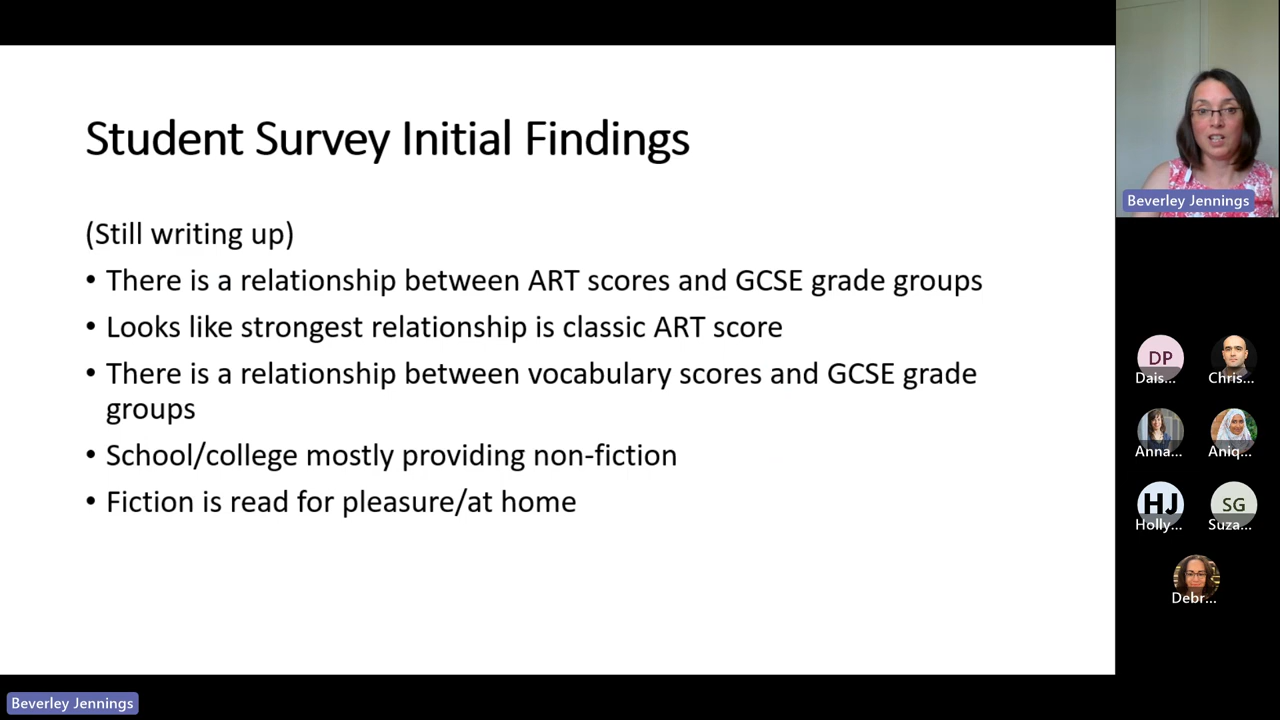 Student Survey Initial Findings
(Still writing up)
• There is a relationship between ART scores and GCSE grade groups
• Looks like strongest relationship is classic ART score
• There is a relationship between vocabulary scores and GCSE grade
groups
• School/college mostly providing non-fiction
• Fiction is read for pleasure/at home
Beverley Jennings
DP
Dais...
Chris...
Anna...
Aniq...
HJ
SG
Holly...
Suza...
Debr...
Beverley Jennings